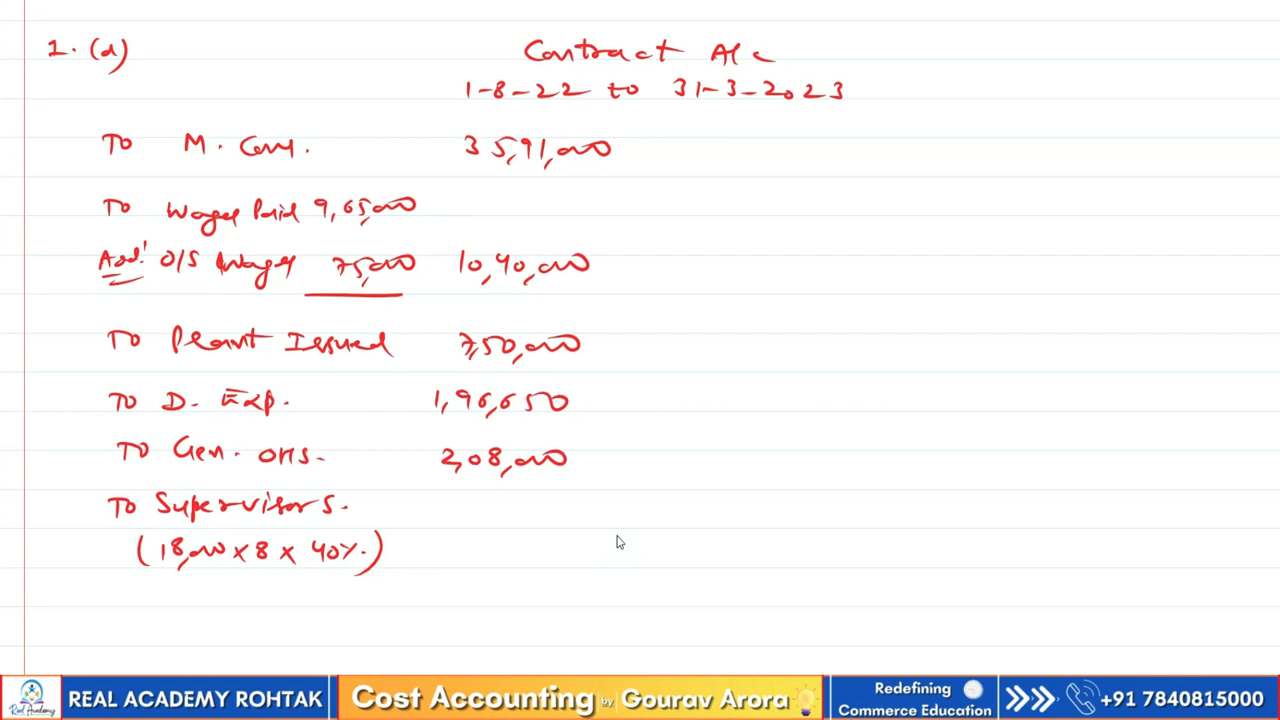 1. (d) Contract A/c
1-8-22 to 31-3-2023
To M. Cons. 35,91,000
To Wages Paid 9,65,000
Add! O/S Wages 75,000 10,40,000
To Plant Issued 7,50,000
To D. Exp. 1,96,650
To Gen. OHS. 2,08,000
To Supervisor S.
(18,000 x 8 x 40%.)
Real Academy
REAL ACADEMY ROHTAK
Cost Accounting by Gourav Arora
Redefining
Commerce Education
+91 7840815000